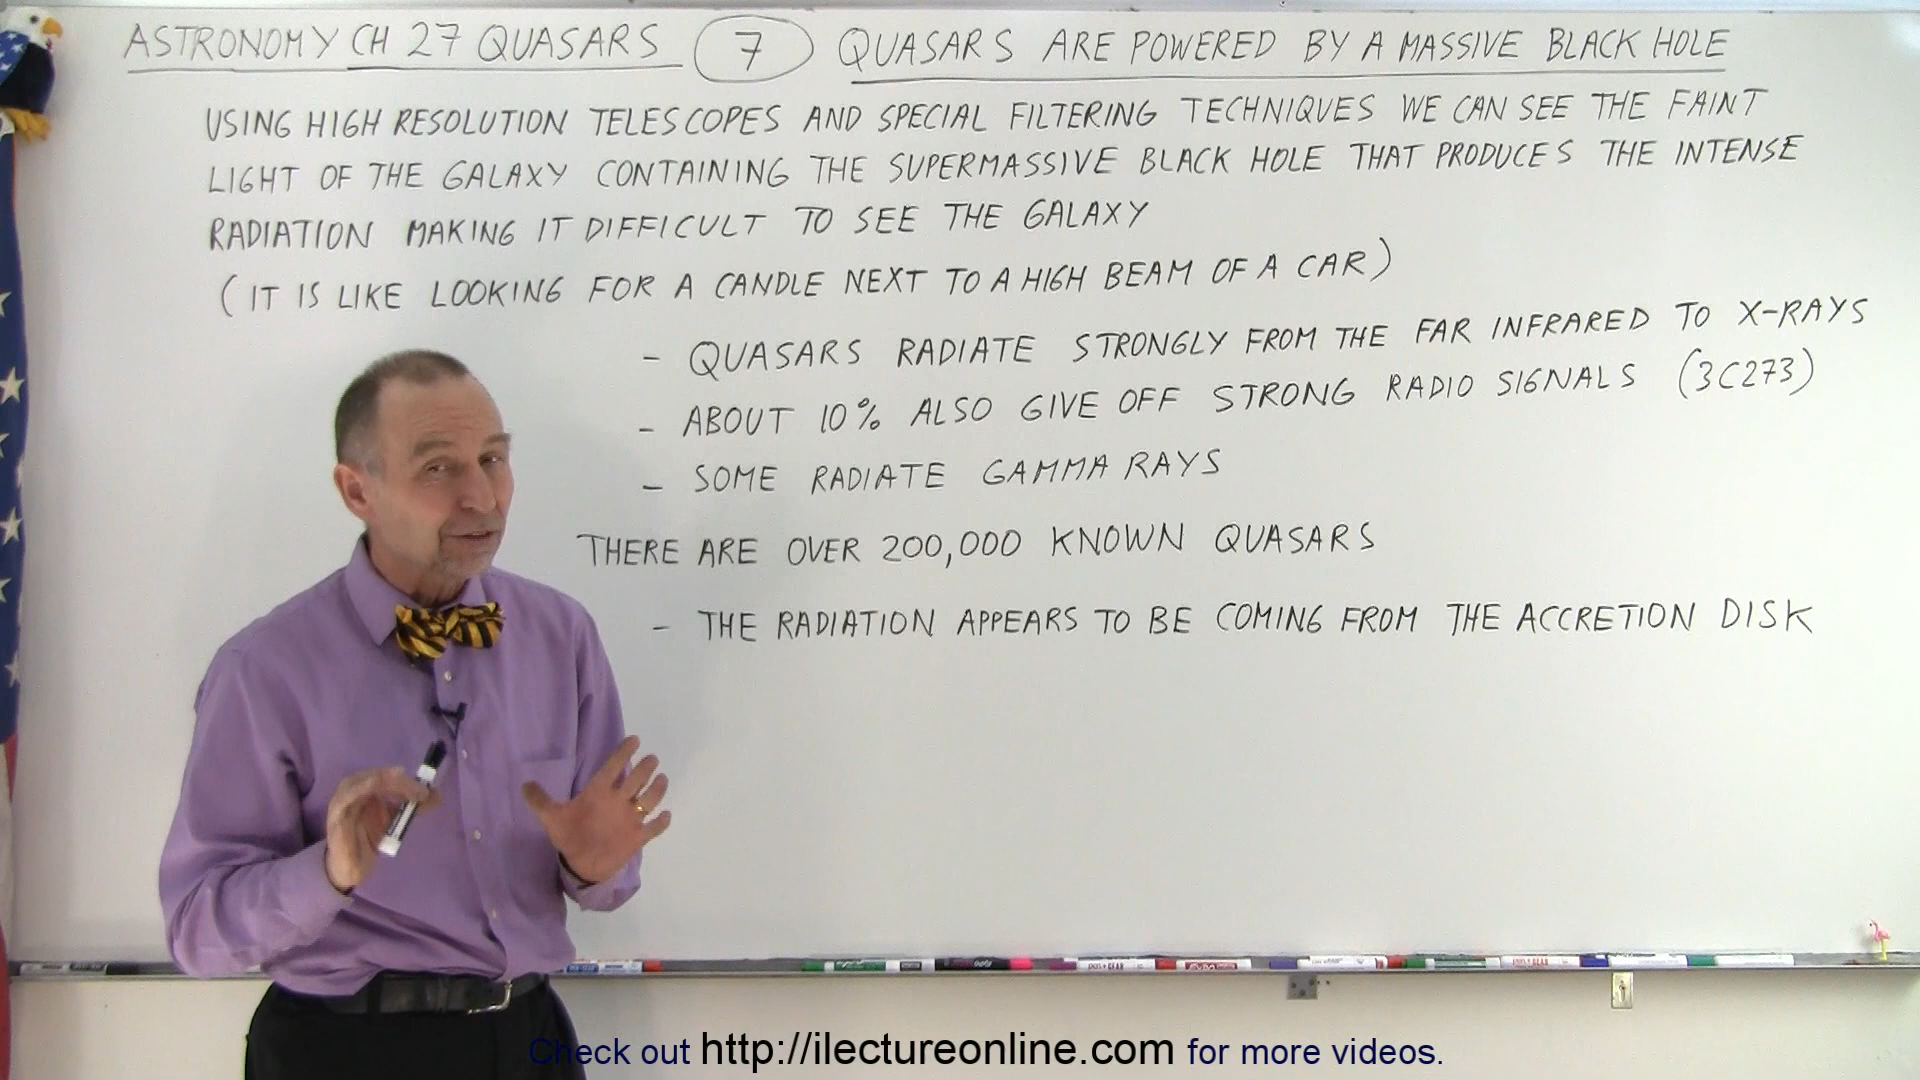 ASTRONOMY CH 27 QUASARS 7 QUASARS ARE POWERED BY A MASSIVE BLACK HOLE
USING HIGH RESOLUTION TELESCOPES AND SPECIAL FILTERING TECHNIQUES WE CAN SEE THE FAINT
LIGHT OF THE GALAXY CONTAINING THE SUPERMASSIVE BLACK HOLE THAT PRODUCES THE INTENSE
RADIATION MAKING IT DIFFICULT TO SEE THE GALAXY
(IT IS LIKE LOOKING FOR A CANDLE NEXT TO A HIGH BEAM OF A CAR)
- QUASARS RADIATE STRONGLY FROM THE FAR INFRARED TO X-RAYS
- ABOUT 10% ALSO GIVE OFF STRONG RADIO SIGNALS (3C273)
- SOME RADIATE GAMMA RAYS
THERE ARE OVER 200,000 KNOWN QUASARS
- THE RADIATION APPEARS TO BE COMING FROM THE ACCRETION DISK
Check out http://ilectureonline.com for more videos.